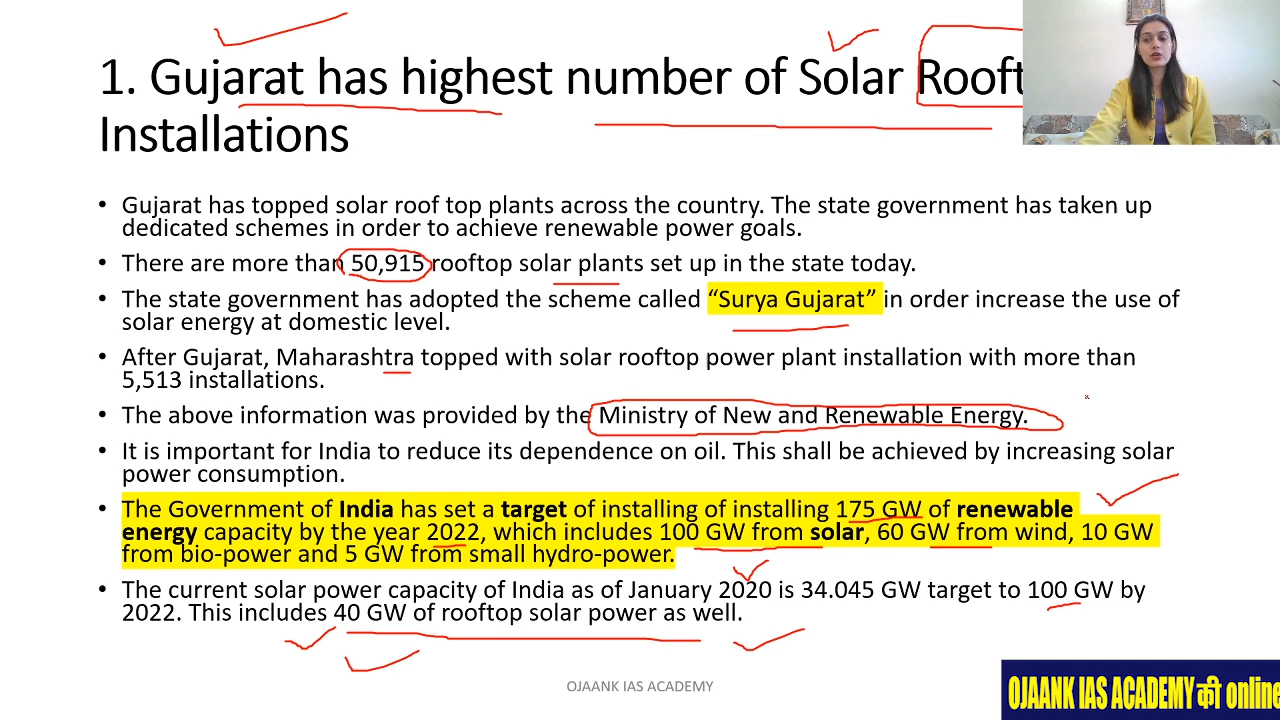 1. Gujarat has highest number of Solar Rooft
Installations
• Gujarat has topped solar roof top plants across the country. The state government has taken up
dedicated schemes in order to achieve renewable power goals.
• There are more than 50,915 rooftop solar plants set up in the state today.
• The state government has adopted the scheme called “Surya Gujarat” in order increase the use of
solar energy at domestic level.
• After Gujarat, Maharashtra topped with solar rooftop power plant installation with more than
5,513 installations.
• The above information was provided by the Ministry of New and Renewable Energy.
• It is important for India to reduce its dependence on oil. This shall be achieved by increasing solar
power consumption.
• The Government of India has set a target of installing of installing 175 GW of renewable
energy capacity by the year 2022, which includes 100 GW from solar, 60 GW from wind, 10 GW
from bio-power and 5 GW from small hydro-power.
• The current solar power capacity of India as of January 2020 is 34.045 GW target to 100 GW by
2022. This includes 40 GW of rooftop solar power as well.
OJAANK IAS ACADEMY
OJAANK IAS ACADEMY की online